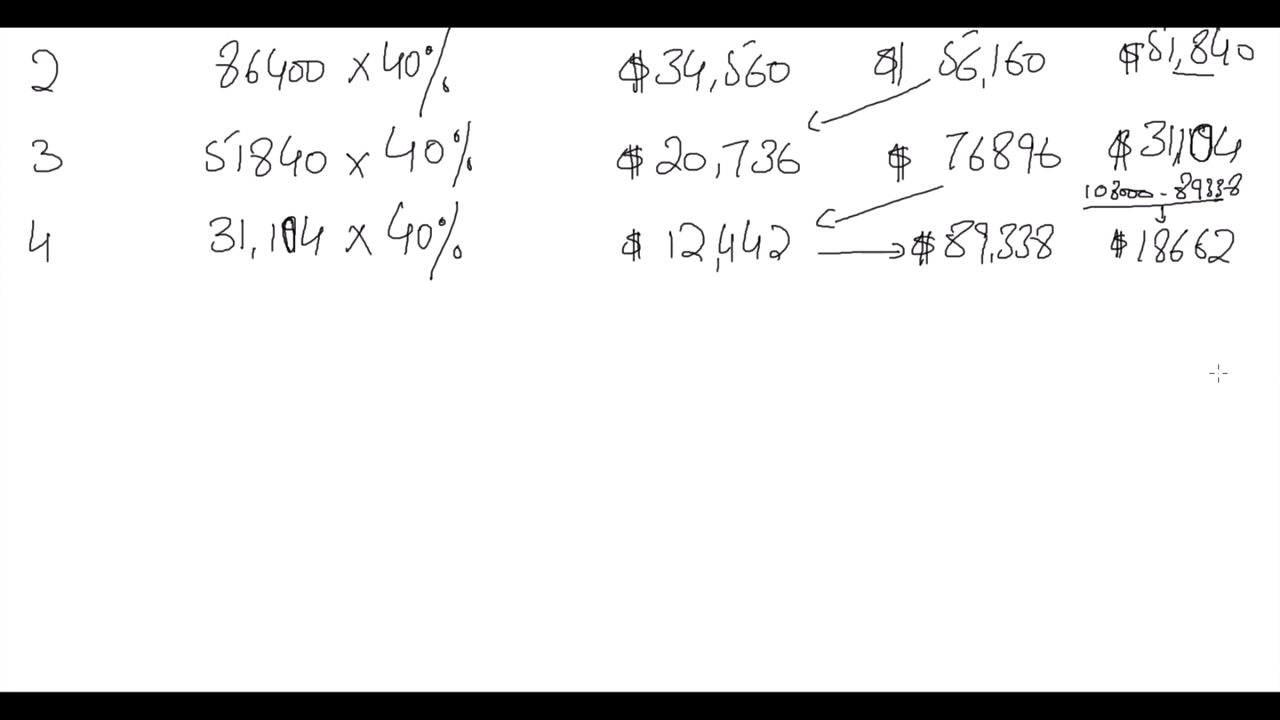 2 86400 x 40% $34,560 $ 56,160 $51,840
3 51840 x 40% $ 20,736 $ 76896 $31,104
108000 - 89338
4 31,104 x 40% $ 12,442 $ 89,338 $18662